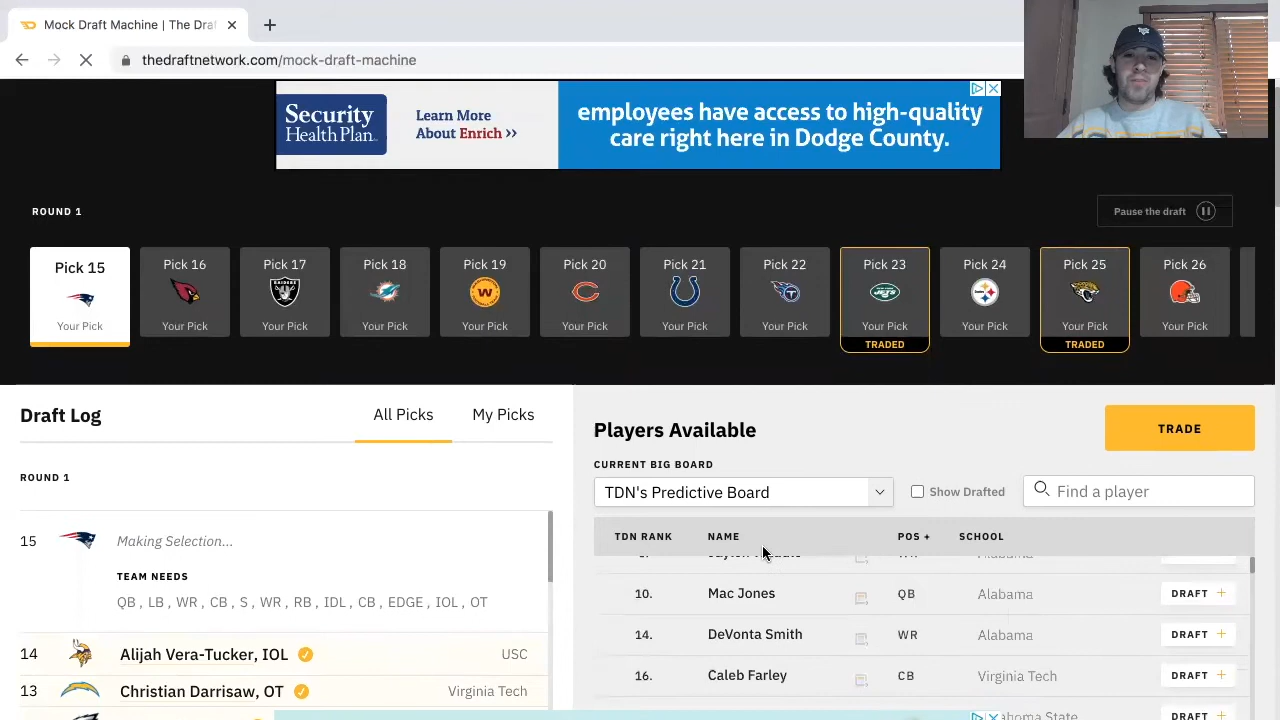 Mock Draft Machine | The Draf
thedraftnetwork.com/mock-draft-machine
Security
Health Plan
Learn More
About Enrich >>
employees have access to high-quality
care right here in Dodge County.
ROUND 1
Pause the draft
Pick 15
Your Pick
Pick 16
Your Pick
Pick 17
RAIDERS
Your Pick
Pick 18
Your Pick
Pick 19
W
Your Pick
Pick 20
Your Pick
Pick 21
Your Pick
Pick 22
Your Pick
Pick 23
JETS
Your Pick
TRADED
Pick 24
Your Pick
Pick 25
Your Pick
TRADED
Pick 26
Your Pick
Draft Log
All Picks
My Picks
ROUND 1
15
Making Selection...
TEAM NEEDS
QB , LB , WR , CB , S , WR , RB , IDL , CB , EDGE , IOL , OT
14
Alijah Vera-Tucker, IOL
USC
13
Christian Darrisaw, OT
Virginia Tech
Players Available
TRADE
CURRENT BIG BOARD
TDN's Predictive Board
Show Drafted
Find a player
TDN RANK NAME POS + SCHOOL
10. Mac Jones QB Alabama DRAFT +
14. DeVonta Smith WR Alabama DRAFT +
16. Caleb Farley CB Virginia Tech DRAFT +
DRAFT +